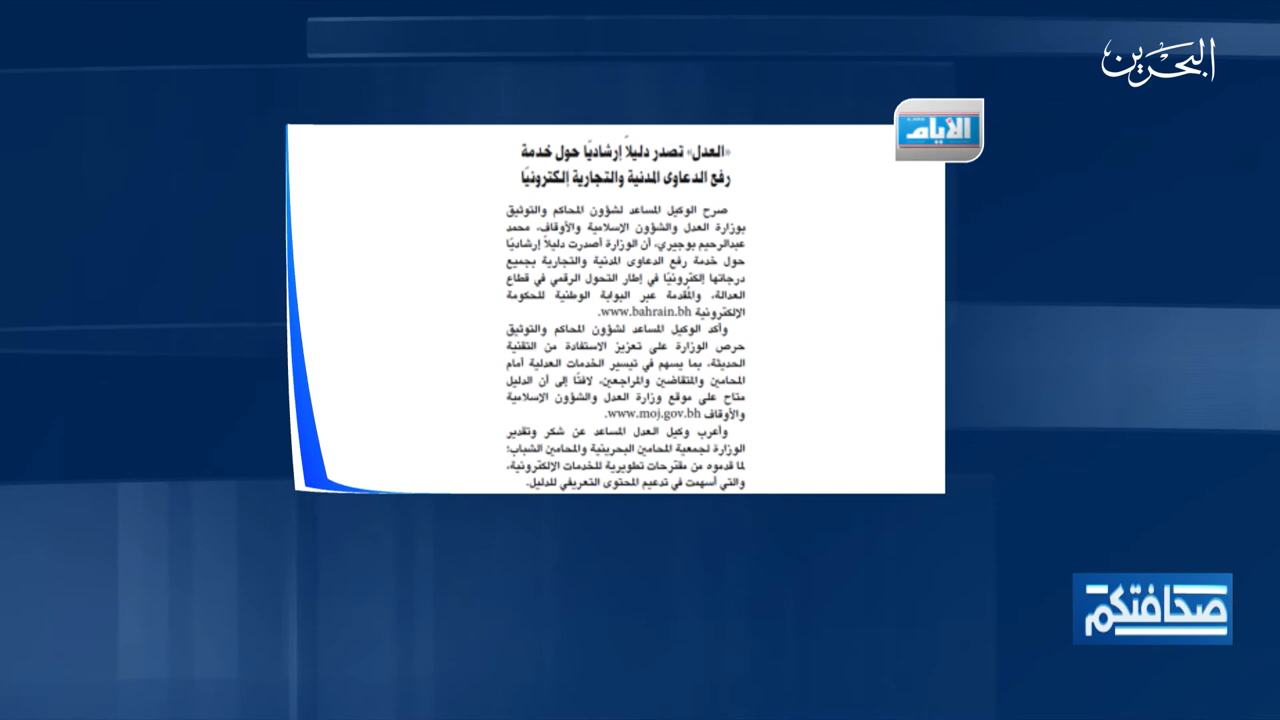 البحرين
الأيام
«العدل» تصدر دليلاً إرشاديًا حول خدمة
رفع الدعاوى المدنية والتجارية إلكترونيًا
صرح الوكيل المساعد لشؤون المحاكم والتوثيق
بوزارة العدل والشؤون الإسلامية والأوقاف، محمد
عبدالرحيم بوجيري، أن الوزارة أصدرت دليلاً إرشاديًا
حول خدمة رفع الدعاوى المدنية والتجارية بجميع
درجاتها إلكترونيًا في إطار التحول الرقمي في قطاع
العدالة، والمُقدمة عبر البوابة الوطنية للحكومة
الإلكترونية www.bahrain.bh.
وأكد الوكيل المساعد لشؤون المحاكم والتوثيق
حرص الوزارة على تعزيز الاستفادة من التقنية
الحديثة، بما يسهم في تيسير الخدمات العدلية أمام
المحامين والمتقاضين والمراجعين، لافتًا إلى أن الدليل
متاح على موقع وزارة العدل والشؤون الإسلامية
والأوقاف www.moj.gov.bh.
وأعرب وكيل العدل المساعد عن شكر وتقدير
الوزارة لجمعية المحامين البحرينية والمحامين الشباب؛
لما قدموه من مقترحات تطويرية للخدمات الإلكترونية،
والتي أسهمت في تدعيم المحتوى التعريفي للدليل.
صحافتكم